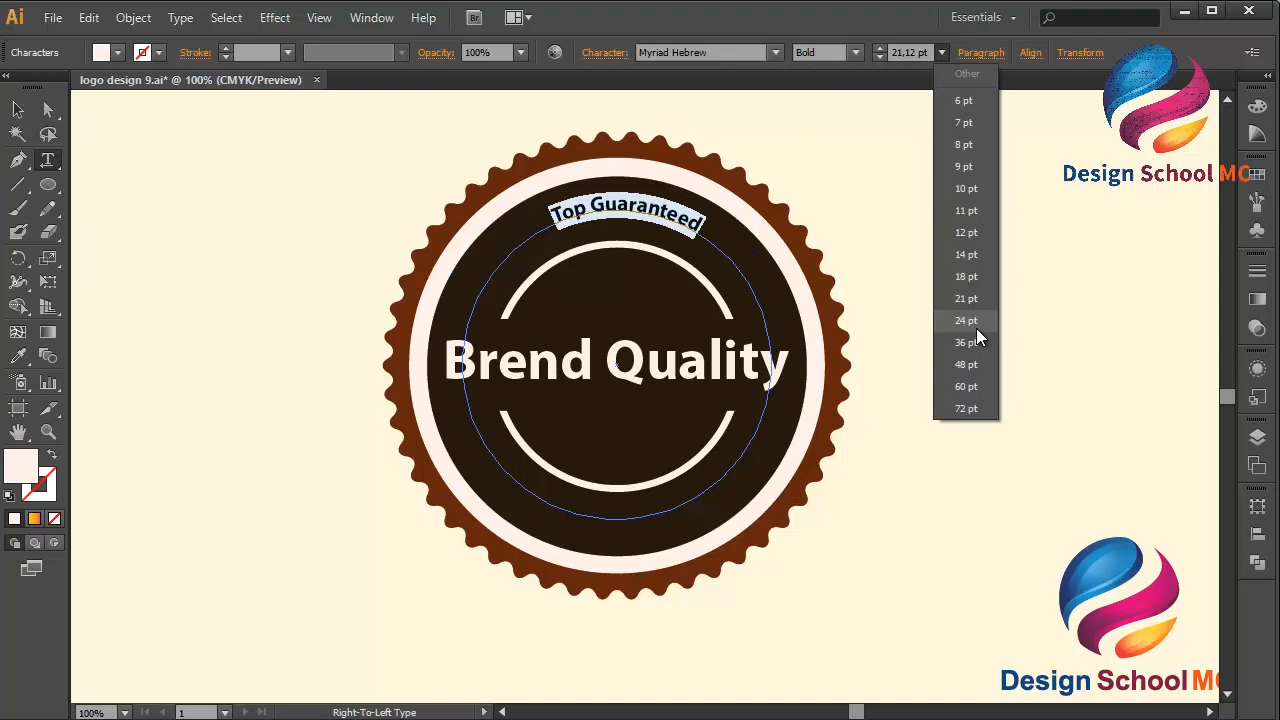 Ai File Edit Object Type Select Effect View Window Help Br Essentials
Characters Stroke: Opacity: 100% Character: Myriad Hebrew Bold 21,12 pt Paragraph Align Transform
logo design 9.ai* @ 100% (CMYK/Preview) ×
Other
6 pt
7 pt
8 pt
9 pt
10 pt
11 pt
12 pt
14 pt
18 pt
21 pt
24 pt
36 pt
48 pt
60 pt
72 pt
Design School MC
Top Guaranteed
Brend Quality
Design School MC
100% 1 Right-To-Left Type